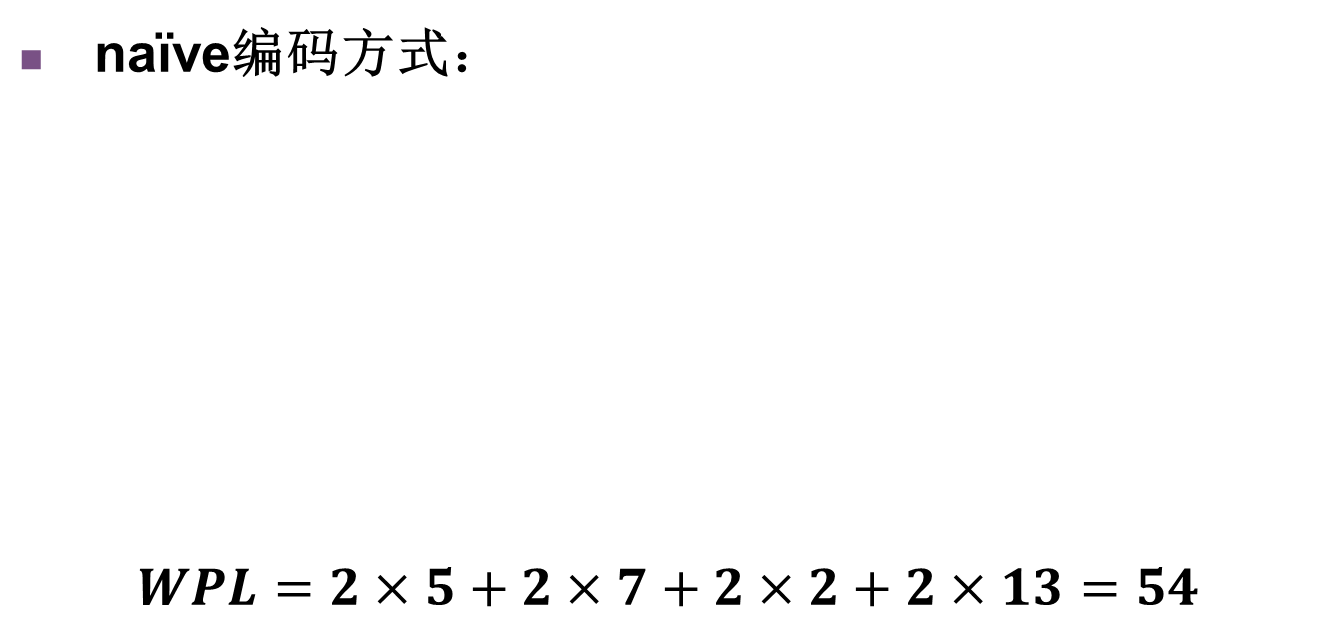 naïve编码方式：
WPL = 2 × 5 + 2 × 7 + 2 × 2 + 2 × 13 = 54